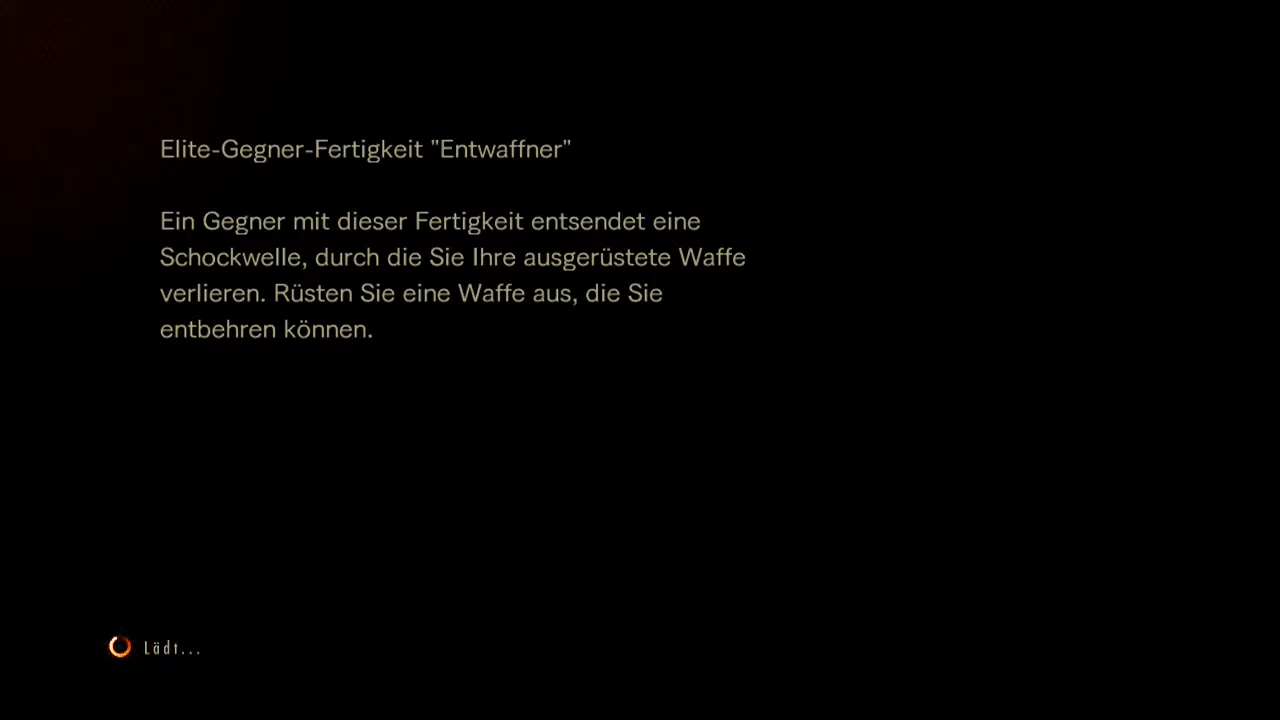 Elite-Gegner-Fertigkeit "Entwaffner"
Ein Gegner mit dieser Fertigkeit entsendet eine
Schockwelle, durch die Sie Ihre ausgerüstete Waffe
verlieren. Rüsten Sie eine Waffe aus, die Sie
entbehren können.
Lädt...